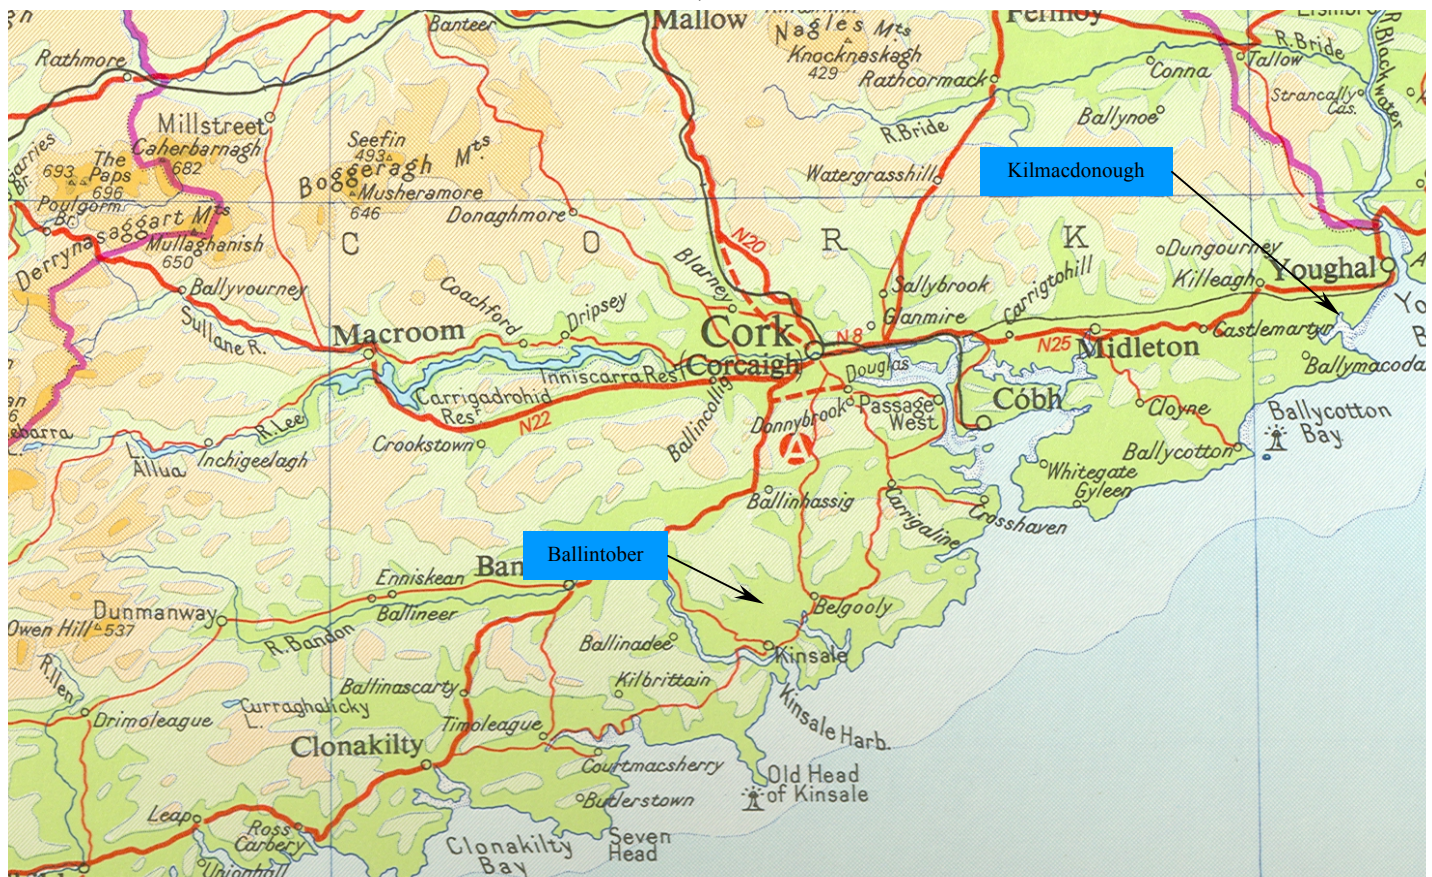 Banteer
Mallow
Nagles Mts
Knocknaskagh
429
Fermoy
R.Bride
R.Blackwater
Rathmore
Rathcormack
Conna
Tallow
Strancally
Cas.
Millstreet
Caherbarnagh
682
Seefin
493
Boggeragh Mts.
Musheramore
646
R.Bride
Ballynoe
693
The
Paps
696
Poulgorm
Br.
Br.
Watergrasshill
Kilmacdonough
Donaghmore
Derrynasaggart Mts
Mullaghanish
650
C O R K
N20
Dungourney
Killeagh
Youghal
Ballyvourney
Sullane R.
Coachford
Dripsey
Blarney
Sallybrook
Carrigtohill
Glanmire
Macroom
Cork
Corcaigh
N8
N25
Midleton
Castlemartyr
Ballymacoda
Inniscarra Res.
Carrigadrohid
Res.
N22
Ballincollig
Douglas
Donnybrook
Passage
West
Cóbh
Cloyne
Ballycotton
Bay
R.Lee
L.
Allua
Inchigeelagh
Crookstown
A
Ballycotton
Whitegate
Gyleen
Ballinhassig
Carrigaline
Crosshaven
Ballintober
Ban
Enniskean
Ballineer
Dunmanway
Owen Hill 537
R.Bandon
Belgooly
Ballinadee
Kinsale
R.Ilen
Ballinascarty
Kilbrittain
Curraghalicky
L.
Drimoleague
Timoleague
Kinsale Harb.
Clonakilty
Courtmacsherry
Old Head
of Kinsale
Butlerstown
Leap
Ross
Carbery
Seven
Head
Clonakilty
Bay
Unionhall